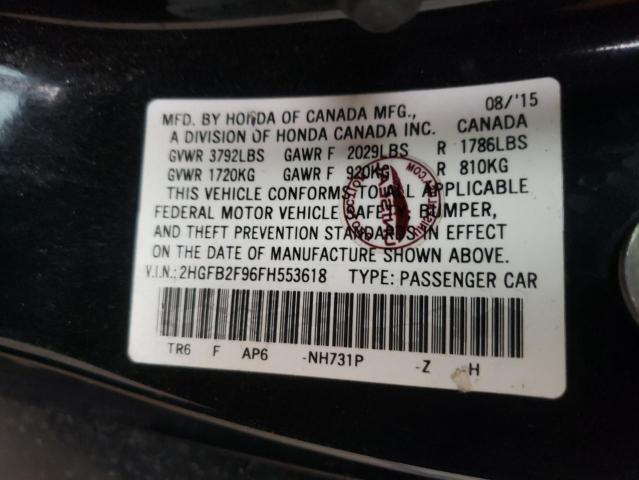 MFD. BY HONDA OF CANADA MFG., 08/'15
A DIVISION OF HONDA CANADA INC. CANADA
GVWR 3792LBS GAWR F 2029LBS R 1786LBS
GVWR 1720KG GAWR F 920KG R 810KG
THIS VEHICLE CONFORMS TO ALL APPLICABLE
FEDERAL MOTOR VEHICLE SAFETY, BUMPER,
AND THEFT PREVENTION STANDARDS IN EFFECT
ON THE DATE OF MANUFACTURE SHOWN ABOVE.
V.I.N.: 2HGFB2F96FH553618 TYPE: PASSENGER CAR
TR6 F AP6 -NH731P -Z -H